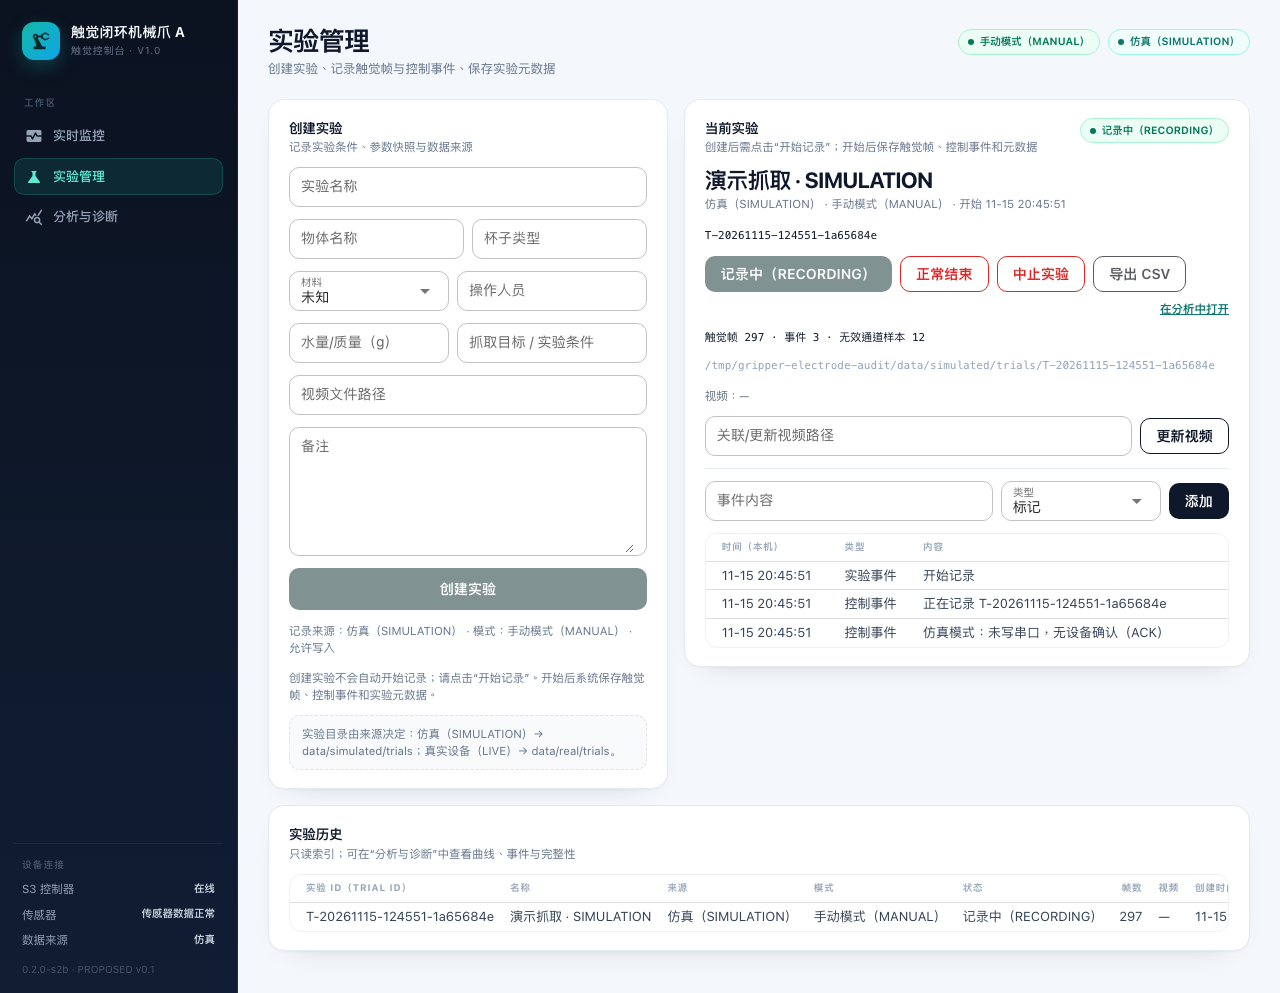 触觉闭环机械爪 A
触觉控制台 · V1.0
工作区
实时监控
实验管理
分析与诊断
设备连接
S3 控制器 在线
传感器 传感器数据正常
数据来源 仿真
0.2.0-s2b · PROPOSED v0.1
实验管理
创建实验、记录触觉帧与控制事件、保存实验元数据
手动模式（MANUAL）
仿真（SIMULATION）
创建实验
记录实验条件、参数快照与数据来源
实验名称
物体名称
杯子类型
材料
未知
操作人员
水量/质量（g）
抓取目标 / 实验条件
视频文件路径
备注
创建实验
记录来源：仿真（SIMULATION） · 模式：手动模式（MANUAL） ·
允许写入
创建实验不会自动开始记录；请点击“开始记录”。开始后系统保存触觉
帧、控制事件和实验元数据。
实验目录由来源决定：仿真（SIMULATION）→
data/simulated/trials；真实设备（LIVE）→ data/real/trials。
当前实验
创建后需点击“开始记录”；开始后保存触觉帧、控制事件和元数据
记录中（RECORDING）
演示抓取 · SIMULATION
仿真（SIMULATION） · 手动模式（MANUAL） · 开始 11-15 20:45:51
T-20261115-124551-1a65684e
记录中（RECORDING）
正常结束
中止实验
导出 CSV
在分析中打开
触觉帧 297 · 事件 3 · 无效通道样本 12
/tmp/gripper-electrode-audit/data/simulated/trials/T-20261115-124551-1a65684e
视频：—
关联/更新视频路径
更新视频
事件内容
类型
标记
添加
时间（本机） 类型 内容
11-15 20:45:51 实验事件 开始记录
11-15 20:45:51 控制事件 正在记录 T-20261115-124551-1a65684e
11-15 20:45:51 控制事件 仿真模式：未写串口，无设备确认（ACK）
实验历史
只读索引；可在“分析与诊断”中查看曲线、事件与完整性
实验 ID（TRIAL ID） 名称 来源 模式 状态 帧数 视频 创建时
T-20261115-124551-1a65684e 演示抓取 · SIMULATION 仿真（SIMULATION） 手动模式（MANUAL） 记录中（RECORDING） 297 — 11-15